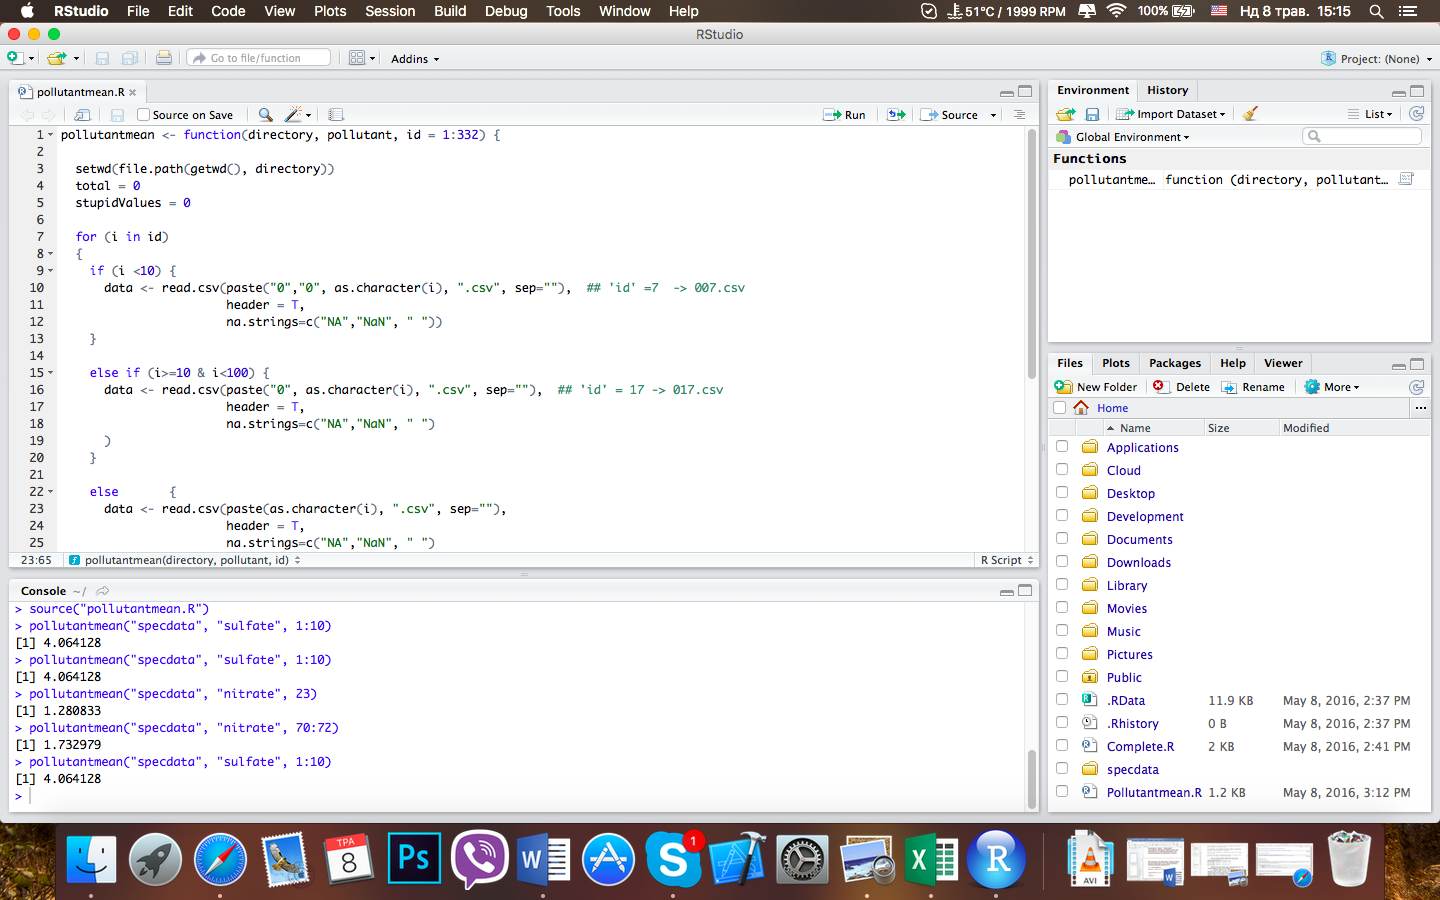 RStudio File Edit Code View Plots Session Build Debug Tools Window Help 51°C / 1999 RPM 100% Нд 8 трав. 15:15
RStudio
Go to file/function Addins Project: (None)
pollutantmean.R
Source on Save Run Source
1 pollutantmean <- function(directory, pollutant, id = 1:332) {
2
3 setwd(file.path(getwd(), directory))
4 total = 0
5 stupidValues = 0
6
7 for (i in id)
8 {
9 if (i <10) {
10 data <- read.csv(paste("0","0", as.character(i), ".csv", sep=""), ## 'id' =7 -> 007.csv
11 header = T,
12 na.strings=c("NA","NaN", " "))
13 }
14
15 else if (i>=10 & i<100) {
16 data <- read.csv(paste("0", as.character(i), ".csv", sep=""), ## 'id' = 17 -> 017.csv
17 header = T,
18 na.strings=c("NA","NaN", " ")
19 )
20 }
21
22 else {
23 data <- read.csv(paste(as.character(i), ".csv", sep=""),
24 header = T,
25 na.strings=c("NA","NaN", " ")
23:65 pollutantmean(directory, pollutant, id) R Script
Console ~/
> source("pollutantmean.R")
> pollutantmean("specdata", "sulfate", 1:10)
[1] 4.064128
> pollutantmean("specdata", "sulfate", 1:10)
[1] 4.064128
> pollutantmean("specdata", "nitrate", 23)
[1] 1.280833
> pollutantmean("specdata", "nitrate", 70:72)
[1] 1.732979
> pollutantmean("specdata", "sulfate", 1:10)
[1] 4.064128
>
Environment History
Import Dataset List
Global Environment
Functions
pollutantme… function (directory, pollutant…
Files Plots Packages Help Viewer
New Folder Delete Rename More
Home ...
Name Size Modified
Applications
Cloud
Desktop
Development
Documents
Downloads
Library
Movies
Music
Pictures
Public
.RData 11.9 KB May 8, 2016, 2:37 PM
.Rhistory 0 B May 8, 2016, 2:37 PM
Complete.R 2 KB May 8, 2016, 2:41 PM
specdata
Pollutantmean.R 1.2 KB May 8, 2016, 3:12 PM
ТРА
8
Ps
W
S
1
X
R
AVI